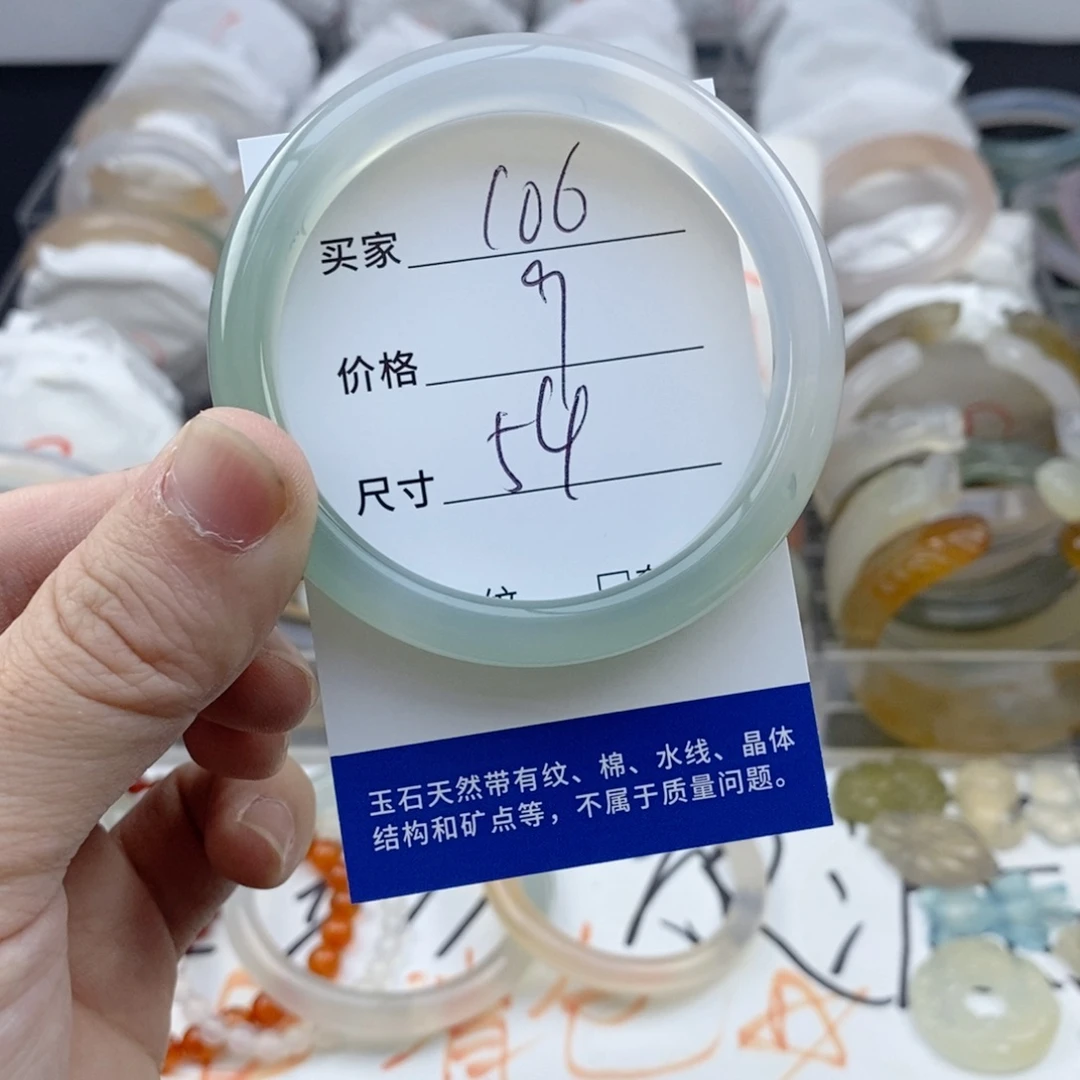 买家 106
价格 9
尺寸 54
玉石天然带有纹、棉、水线、晶体
结构和矿点等，不属于质量问题。